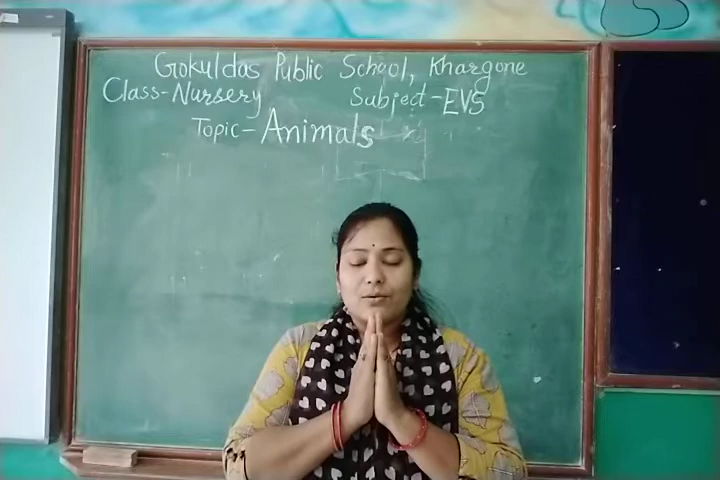 Gokuldas Public School, Khargone
Class-Nursery Subject-EVS
Topic-Animals